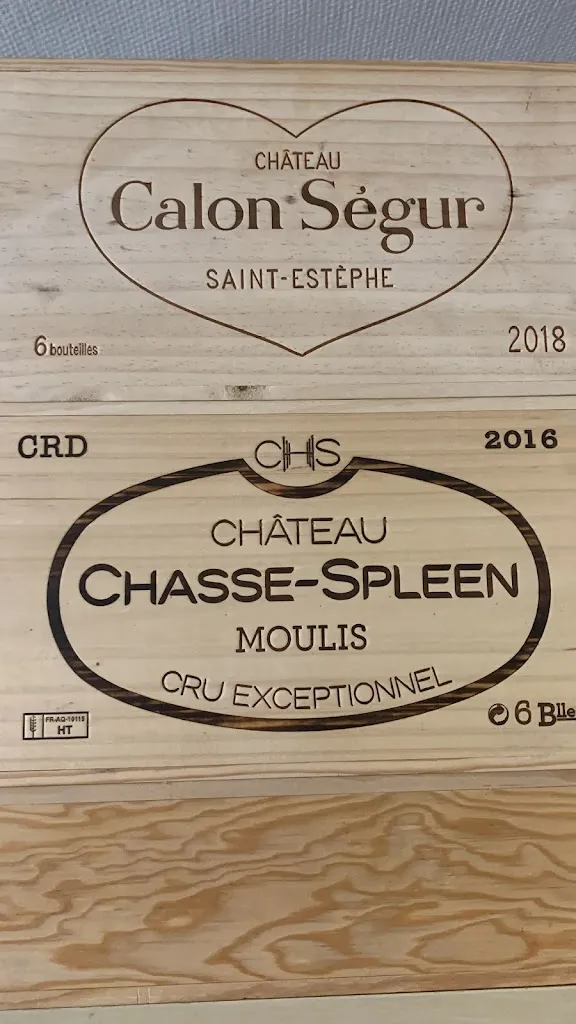 CHÂTEAU
Calon Ségur
SAINT-ESTÈPHE
6 bouteilles
2018
CRD
CHS
2016
CHÂTEAU
CHASSE-SPLEEN
MOULIS
CRU EXCEPTIONNEL
FR-AQ-10115
HT
6 Blle